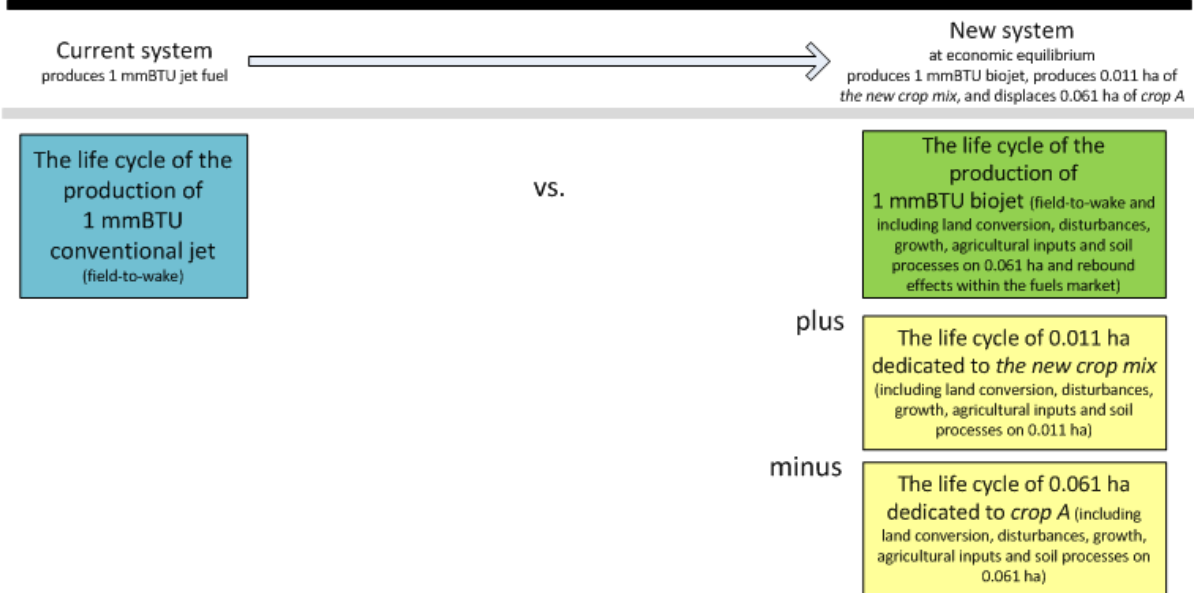 Current system
produces 1 mmBTU jet fuel
New system
at economic equilibrium
produces 1 mmBTU biojet, produces 0.011 ha of
the new crop mix, and displaces 0.061 ha of crop A
The life cycle of the
production of
1 mmBTU
conventional jet
(field-to-wake)
vs.
The life cycle of the
production of
1 mmBTU biojet (field-to-wake and
including land conversion, disturbances,
growth, agricultural inputs and soil
processes on 0.061 ha and rebound
effects within the fuels market)
plus
The life cycle of 0.011 ha
dedicated to the new crop mix
(including land conversion, disturbances,
growth, agricultural inputs and soil
processes on 0.011 ha)
minus
The life cycle of 0.061 ha
dedicated to crop A (including
land conversion, disturbances, growth,
agricultural inputs and soil processes on
0.061 ha)